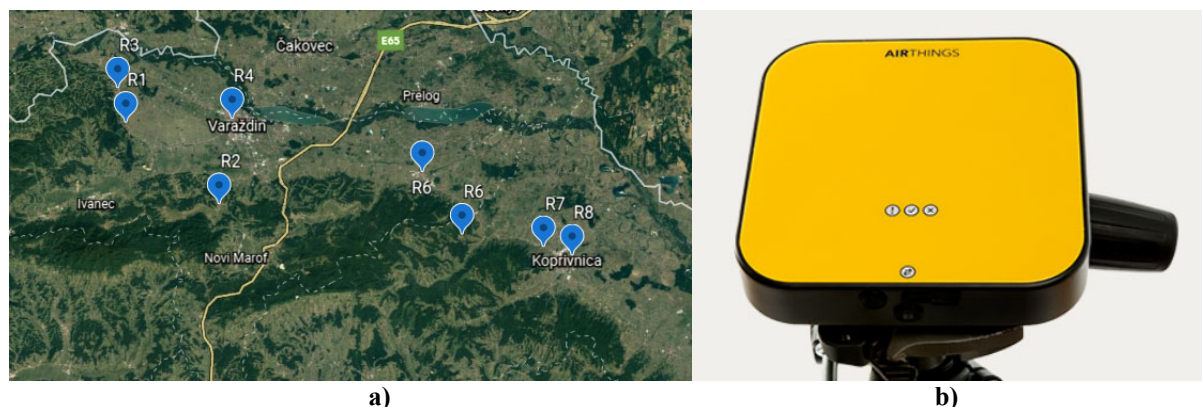 E65
Čakovec
R3
R1
R4
Prelog
Varaždin
R6
R2
R6
Ivanec
R7
R8
Novi Marof
Koprivnica
AIRTHINGS
a)
b)